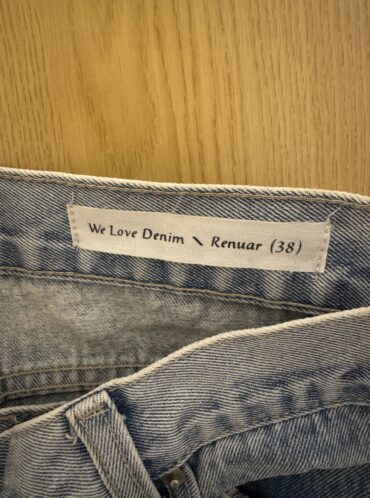 We Love Denim \ Renuar (38)